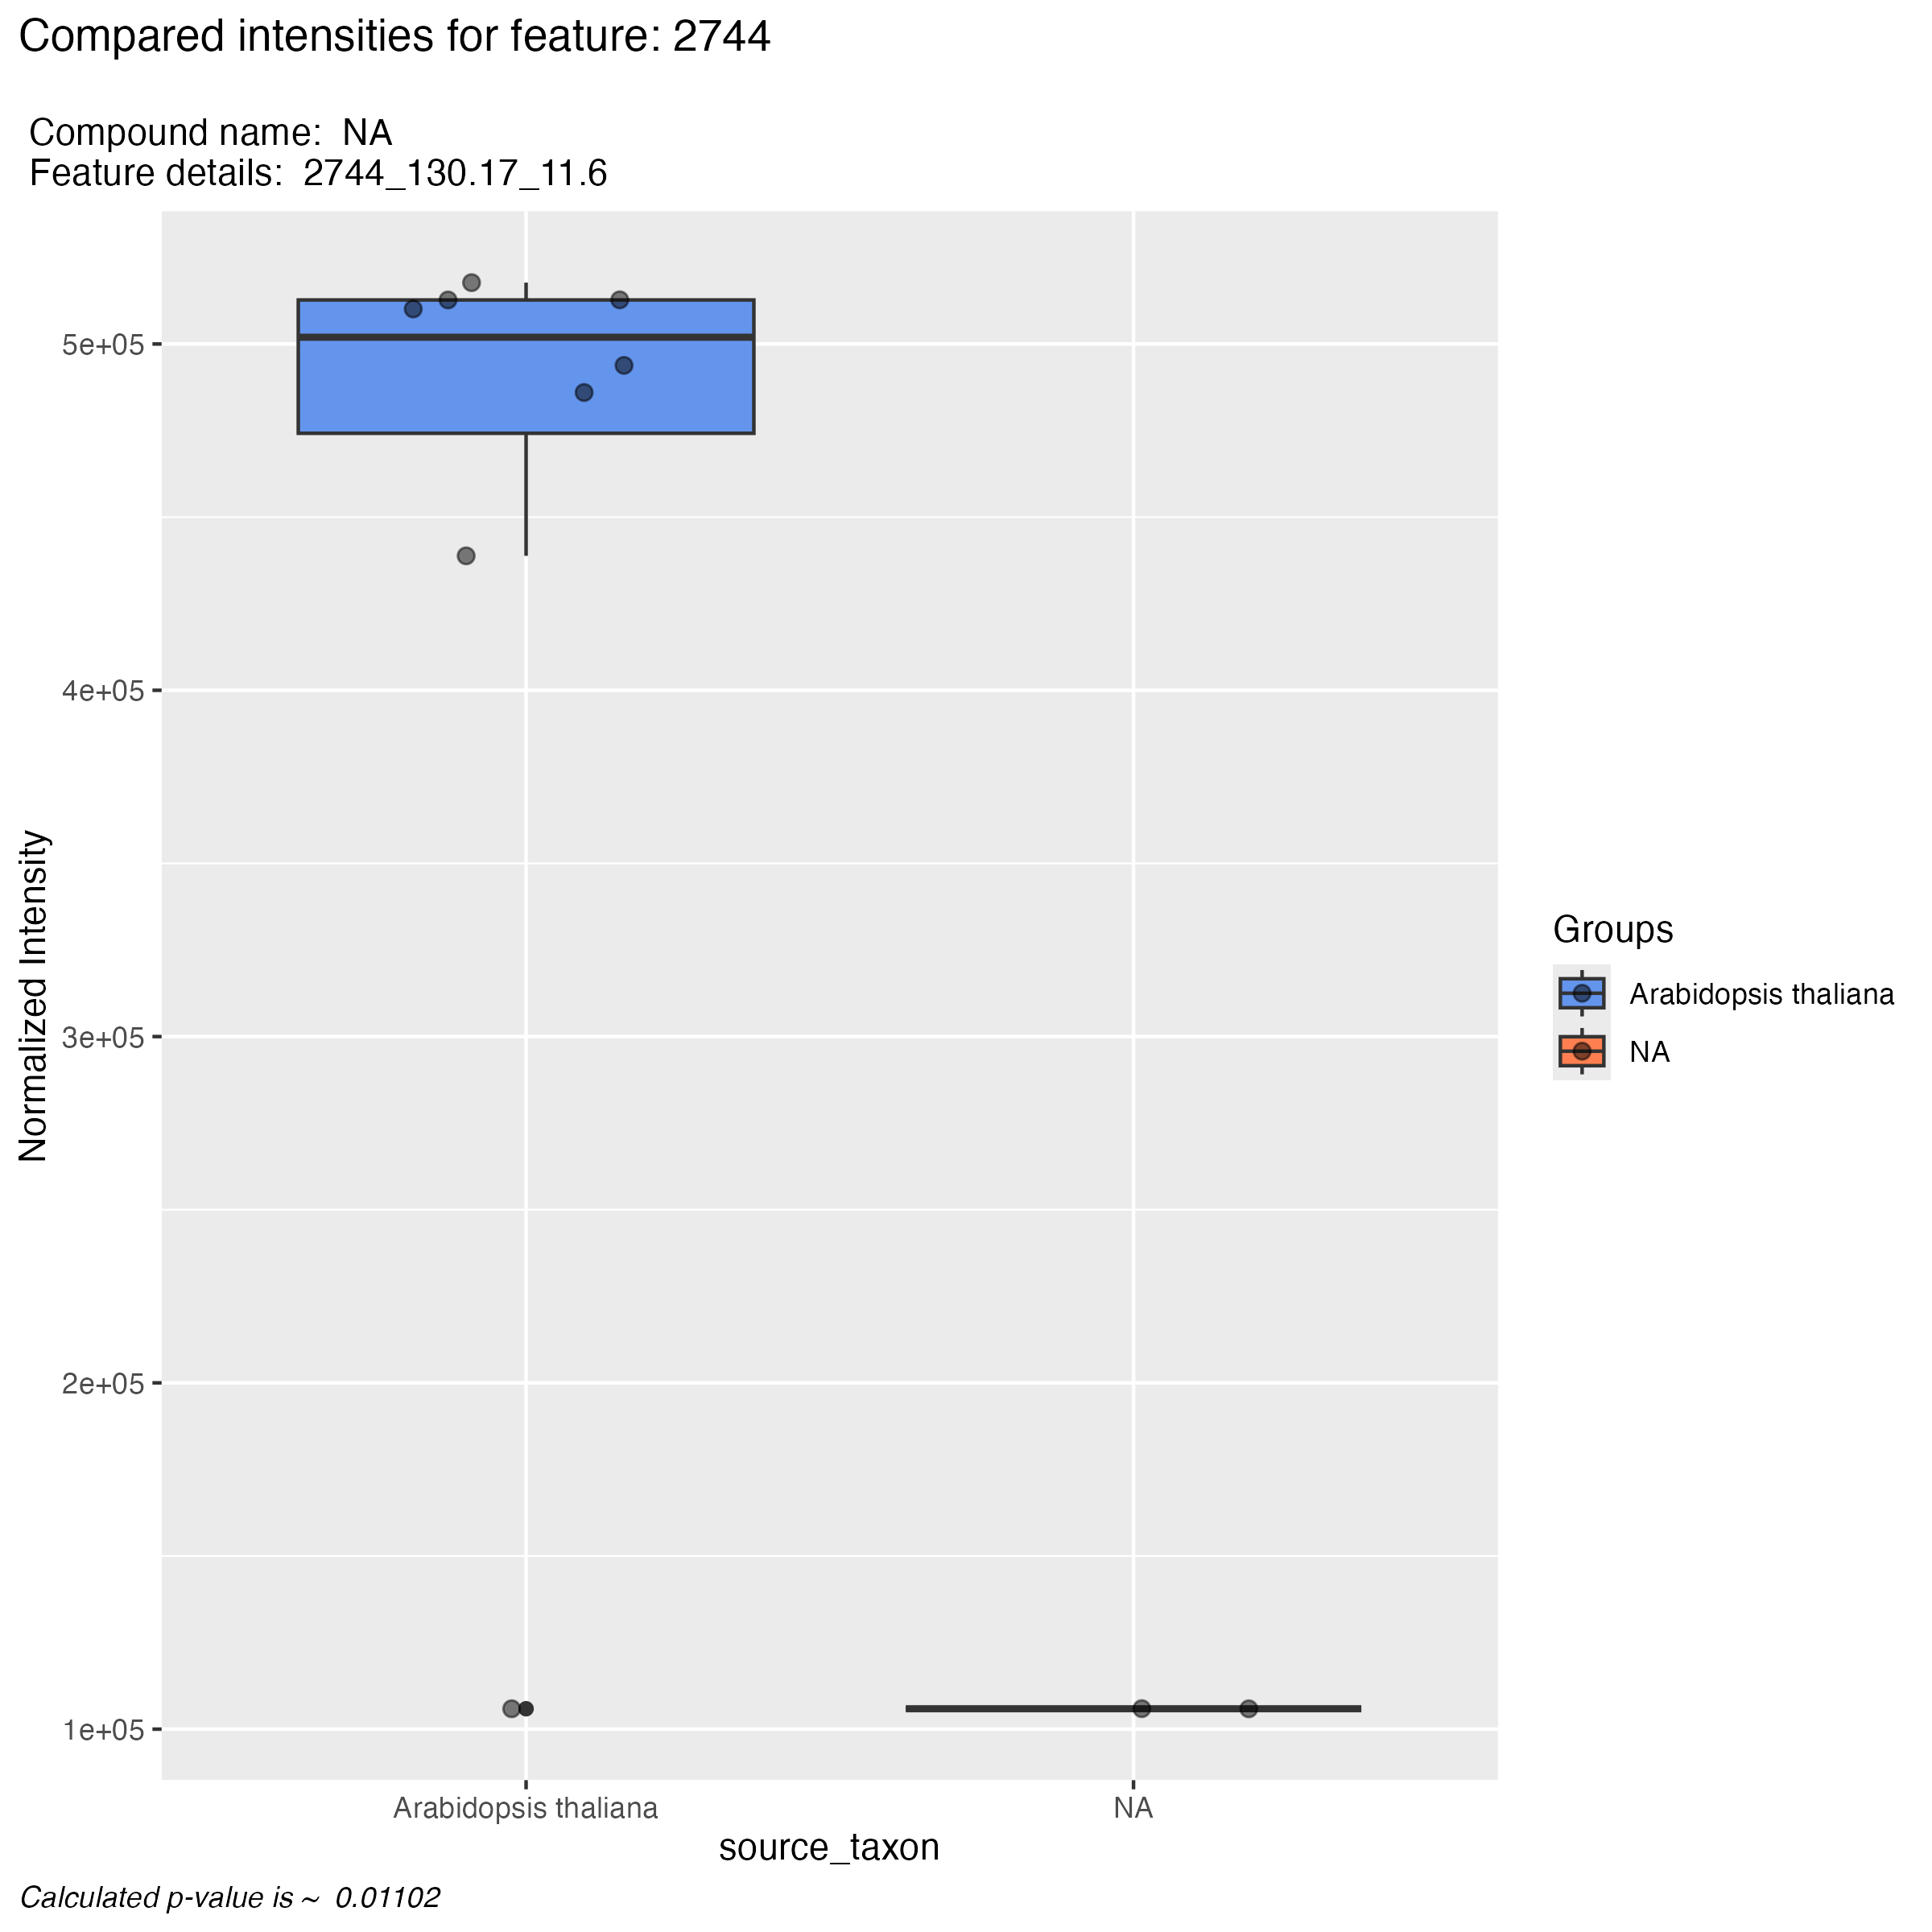 Compared intensities for feature: 2744
Compound name:  NA
Feature details:  2744_130.17_11.6
Normalized Intensity
5e+05
4e+05
3e+05
2e+05
1e+05
Arabidopsis thaliana
NA
source_taxon
Groups
Arabidopsis thaliana
NA
Calculated p-value is ~  0.01102